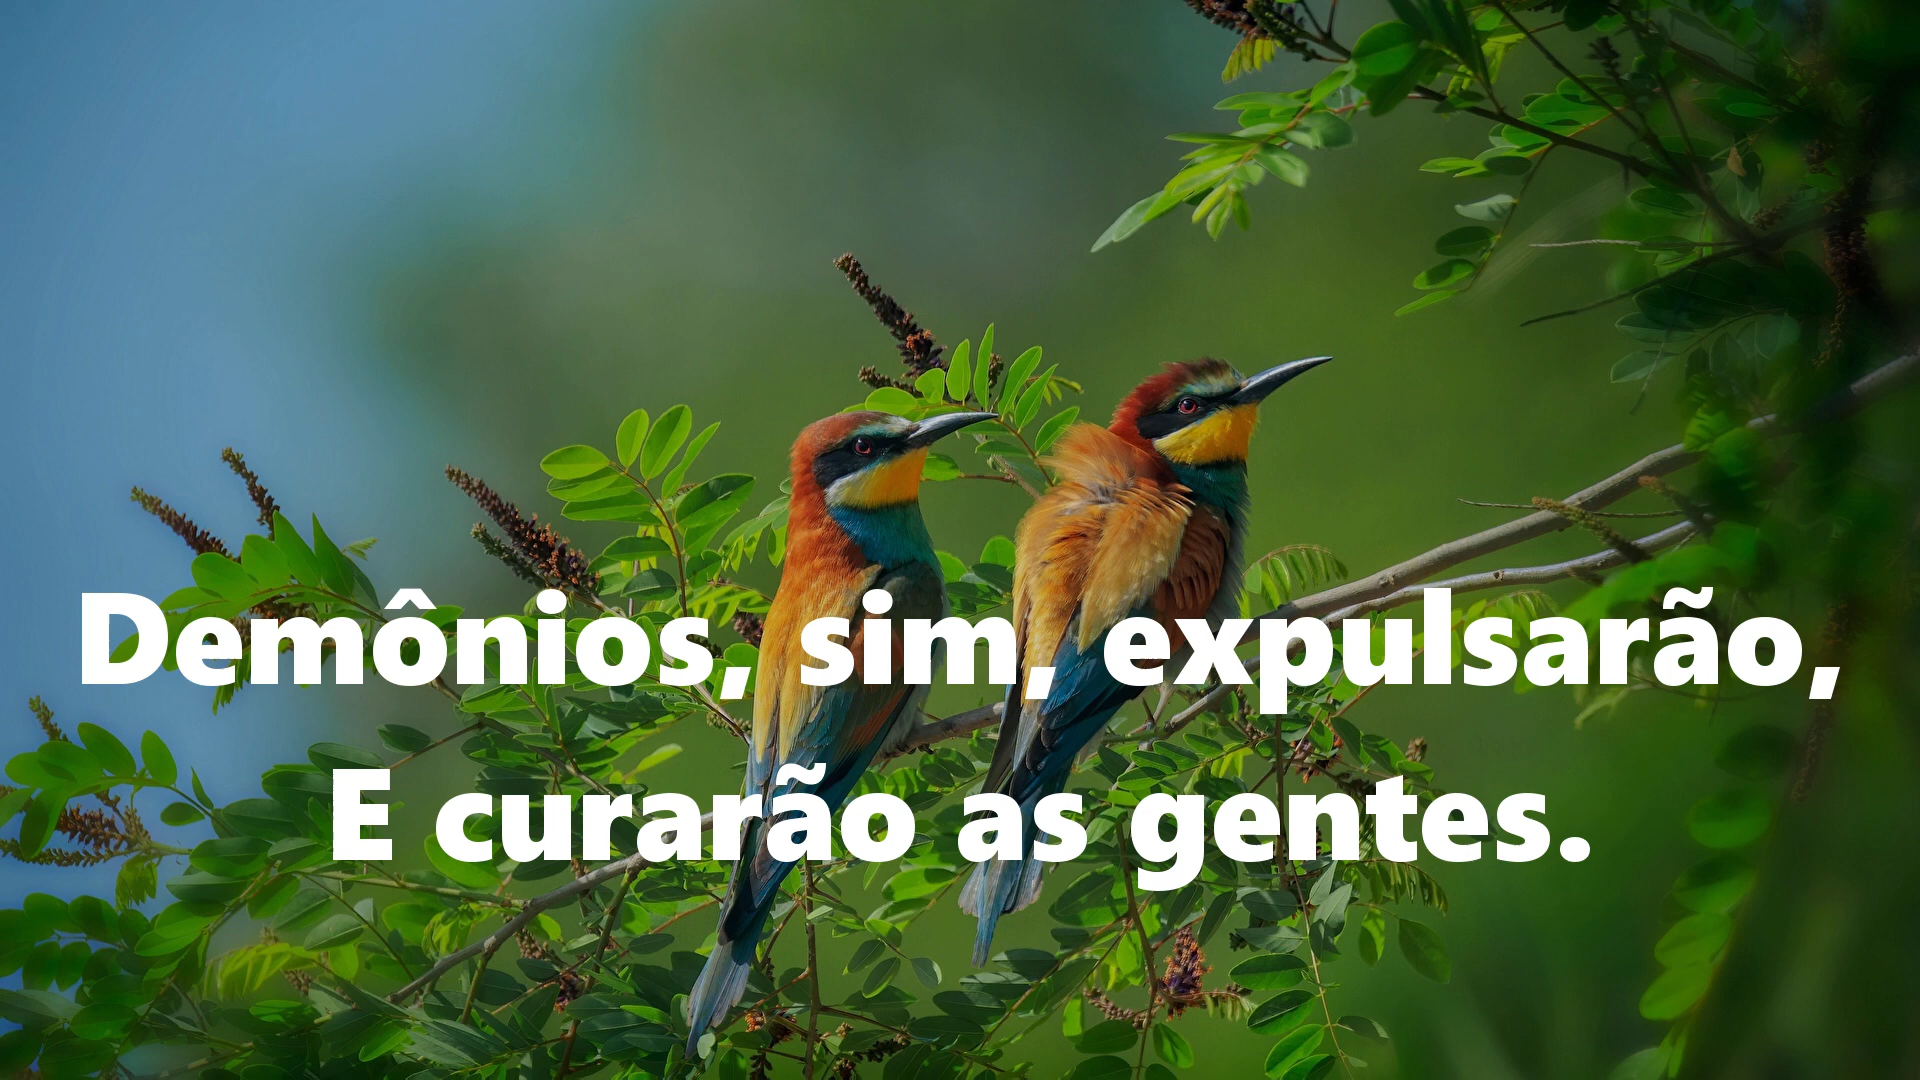 Demônios, sim, expulsarão,
E curarão as gentes.